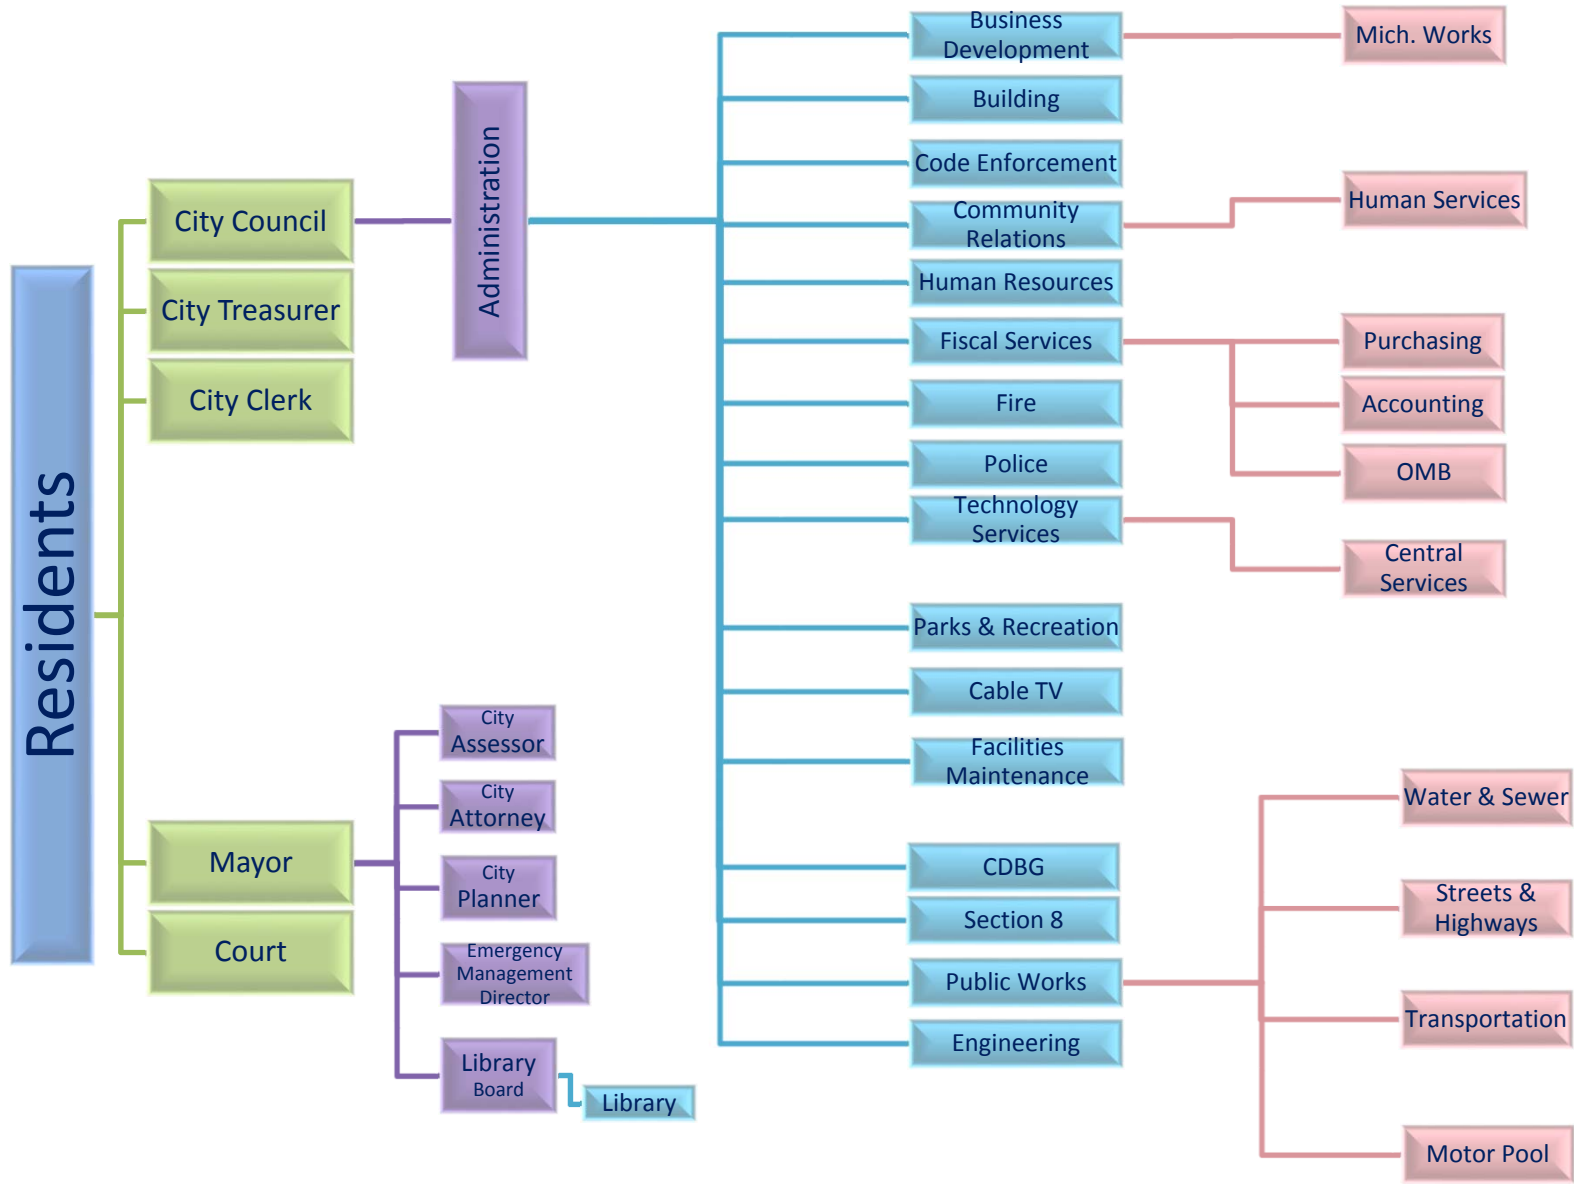 Residents
City Council
City Treasurer
City Clerk
Mayor
Court
Administration
City
Assessor
City
Attorney
City
Planner
Emergency
Management
Director
Library
Board
Library
Business
Development
Building
Code Enforcement
Community
Relations
Human Resources
Fiscal Services
Fire
Police
Technology
Services
Parks & Recreation
Cable TV
Facilities
Maintenance
CDBG
Section 8
Public Works
Engineering
Mich. Works
Human Services
Purchasing
Accounting
OMB
Central
Services
Water & Sewer
Streets &
Highways
Transportation
Motor Pool